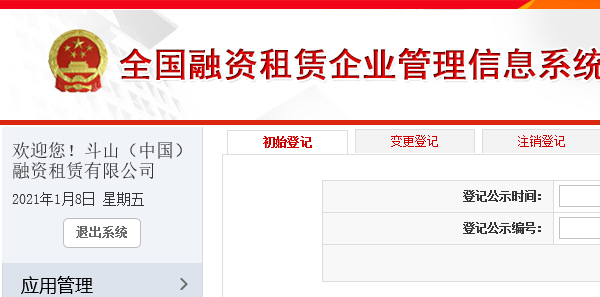 全国融资租赁企业管理信息系统
欢迎您！斗山（中国）
融资租赁有限公司
2021年1月8日 星期五
退出系统
应用管理
初始登记 变更登记 注销登记
登记公示时间：
登记公示编号：